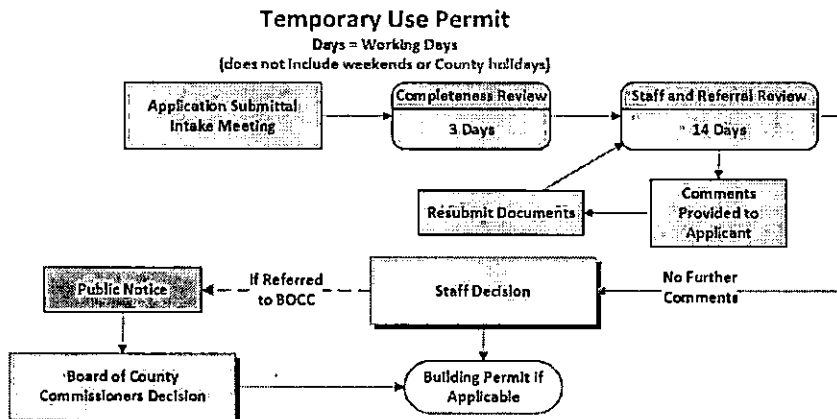 Temporary Use Permit
Days = Working Days
(does not include weekends or County holidays)
Application Submittal
Intake Meeting
Completeness Review
3 Days
Staff and Referral Review
14 Days
Comments
Provided to
Applicant
Resubmit Documents
No Further
Comments
Staff Decision
If Referred
to BOCC
Public Notice
Board of County
Commissioners Decision
Building Permit if
Applicable